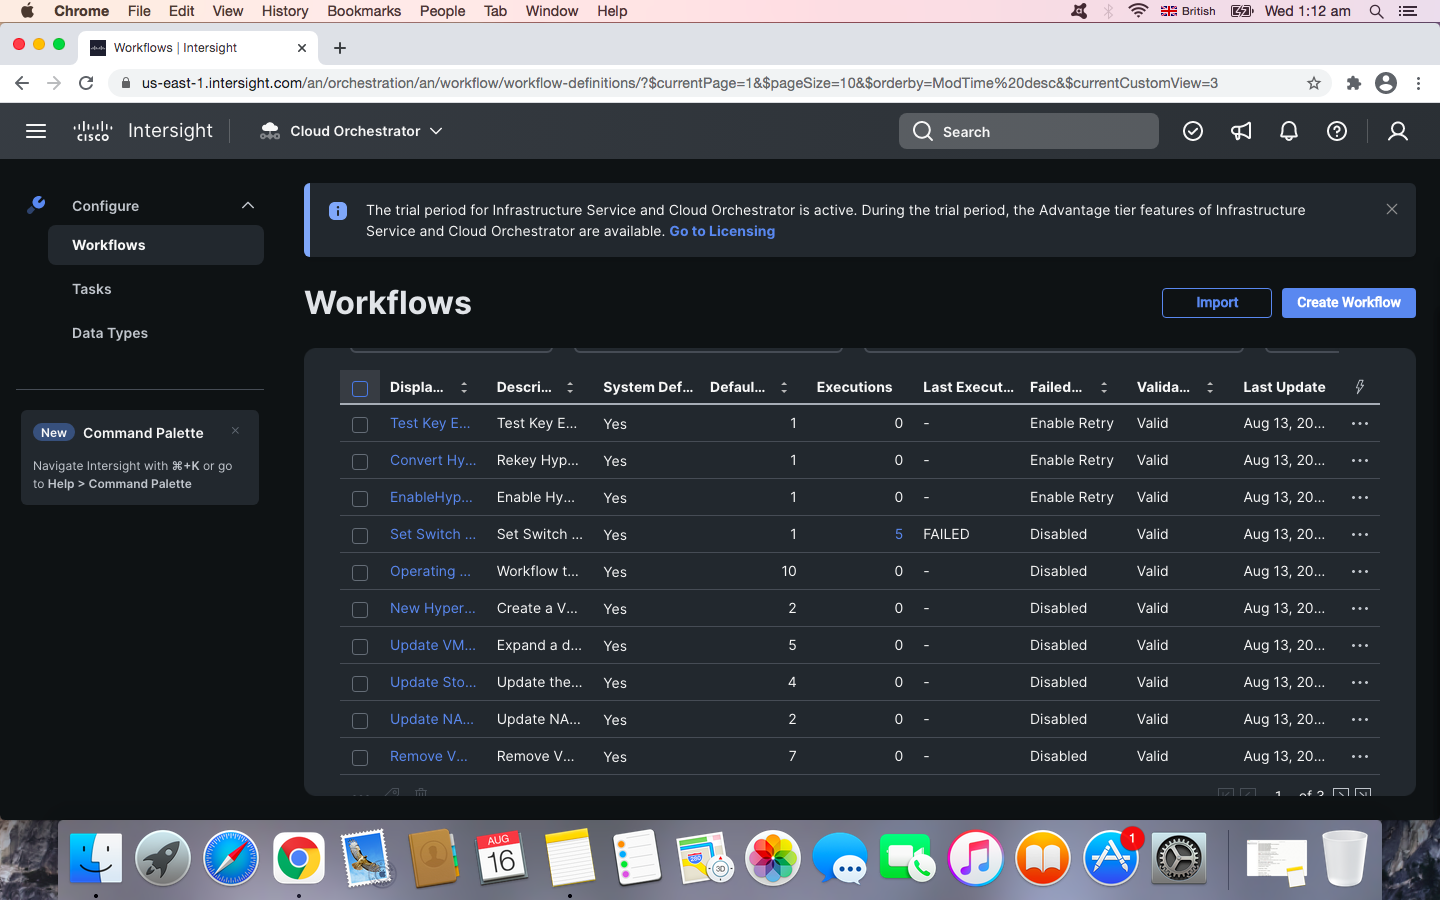 Chrome File Edit View History Bookmarks People Tab Window Help British Wed 1:12 am
Workflows | Intersight
us-east-1.intersight.com/an/orchestration/an/workflow/workflow-definitions/?$currentPage=1&$pageSize=10&$orderby=ModTime%20desc&$currentCustomView=3
CISCO Intersight Cloud Orchestrator Search
Configure
Workflows
Tasks
Data Types
New Command Palette
Navigate Intersight with ⌘+K or go
to Help > Command Palette
The trial period for Infrastructure Service and Cloud Orchestrator is active. During the trial period, the Advantage tier features of Infrastructure
Service and Cloud Orchestrator are available. Go to Licensing
Workflows
Import Create Workflow
Displa... Descri... System Def... Defaul... Executions Last Execut... Failed... Valida... Last Update
Test Key E... Test Key E... Yes 1 0 - Enable Retry Valid Aug 13, 20...
Convert Hy... Rekey Hyp... Yes 1 0 - Enable Retry Valid Aug 13, 20...
EnableHyp... Enable Hy... Yes 1 0 - Enable Retry Valid Aug 13, 20...
Set Switch ... Set Switch ... Yes 1 5 FAILED Disabled Valid Aug 13, 20...
Operating ... Workflow t... Yes 10 0 - Disabled Valid Aug 13, 20...
New Hyper... Create a V... Yes 2 0 - Disabled Valid Aug 13, 20...
Update VM... Expand a d... Yes 5 0 - Disabled Valid Aug 13, 20...
Update Sto... Update the... Yes 4 0 - Disabled Valid Aug 13, 20...
Update NA... Update NA... Yes 2 0 - Disabled Valid Aug 13, 20...
Remove V... Remove V... Yes 7 0 - Disabled Valid Aug 13, 20...
1 of 3
AUG
16
280
3D
1